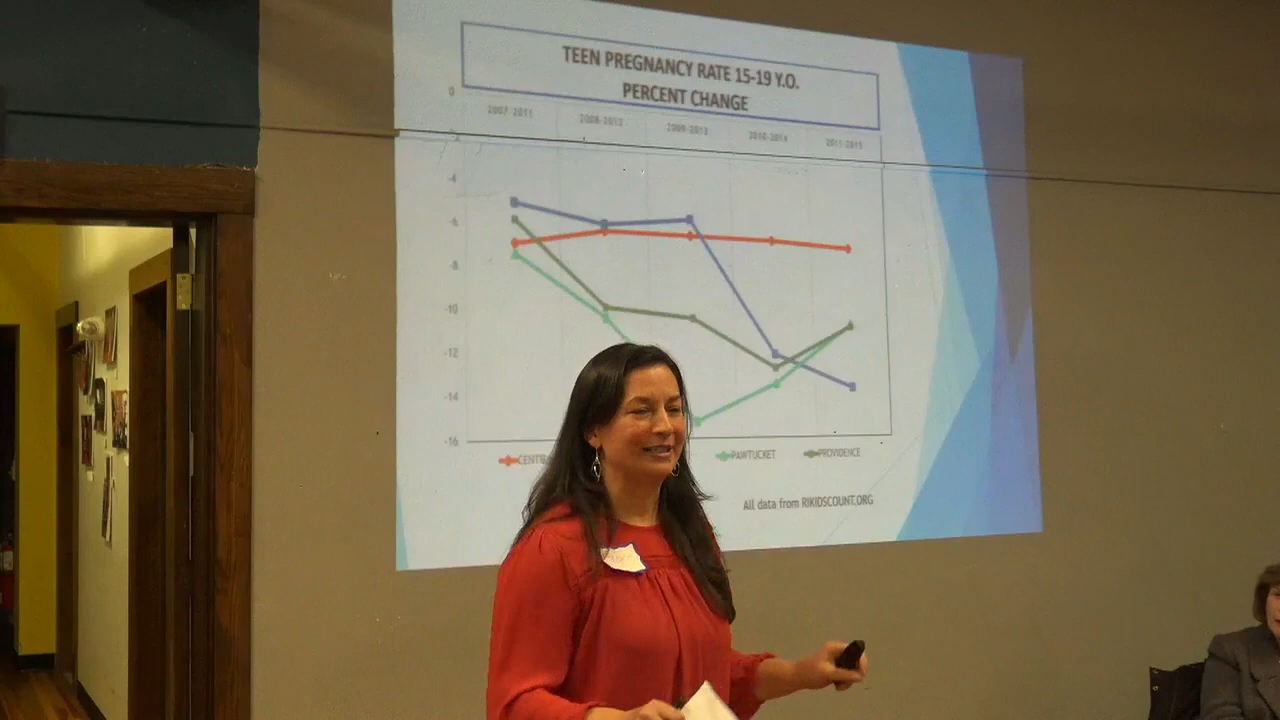 TEEN PREGNANCY RATE 15-19 Y.O.
PERCENT CHANGE
0
2007-2011 2008-2012 2009-2013 2010-2014 2011-2015
-4
-6
-8
-10
-12
-14
-16
PAWTUCKET PROVIDENCE
All data from RIKIDSCOUNT.ORG